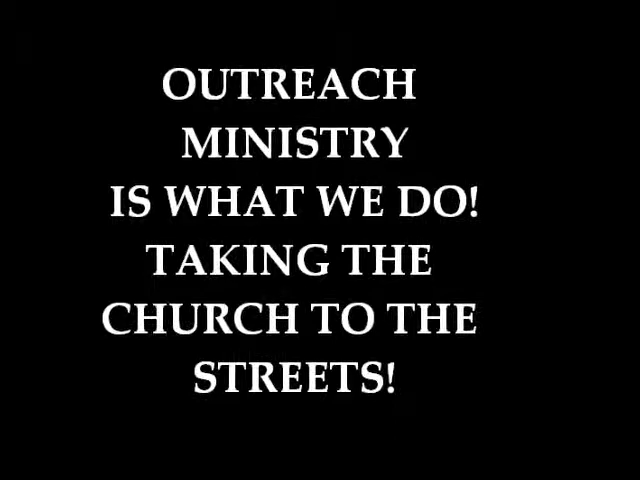 OUTREACH
MINISTRY
IS WHAT WE DO!
TAKING THE
CHURCH TO THE
STREETS!